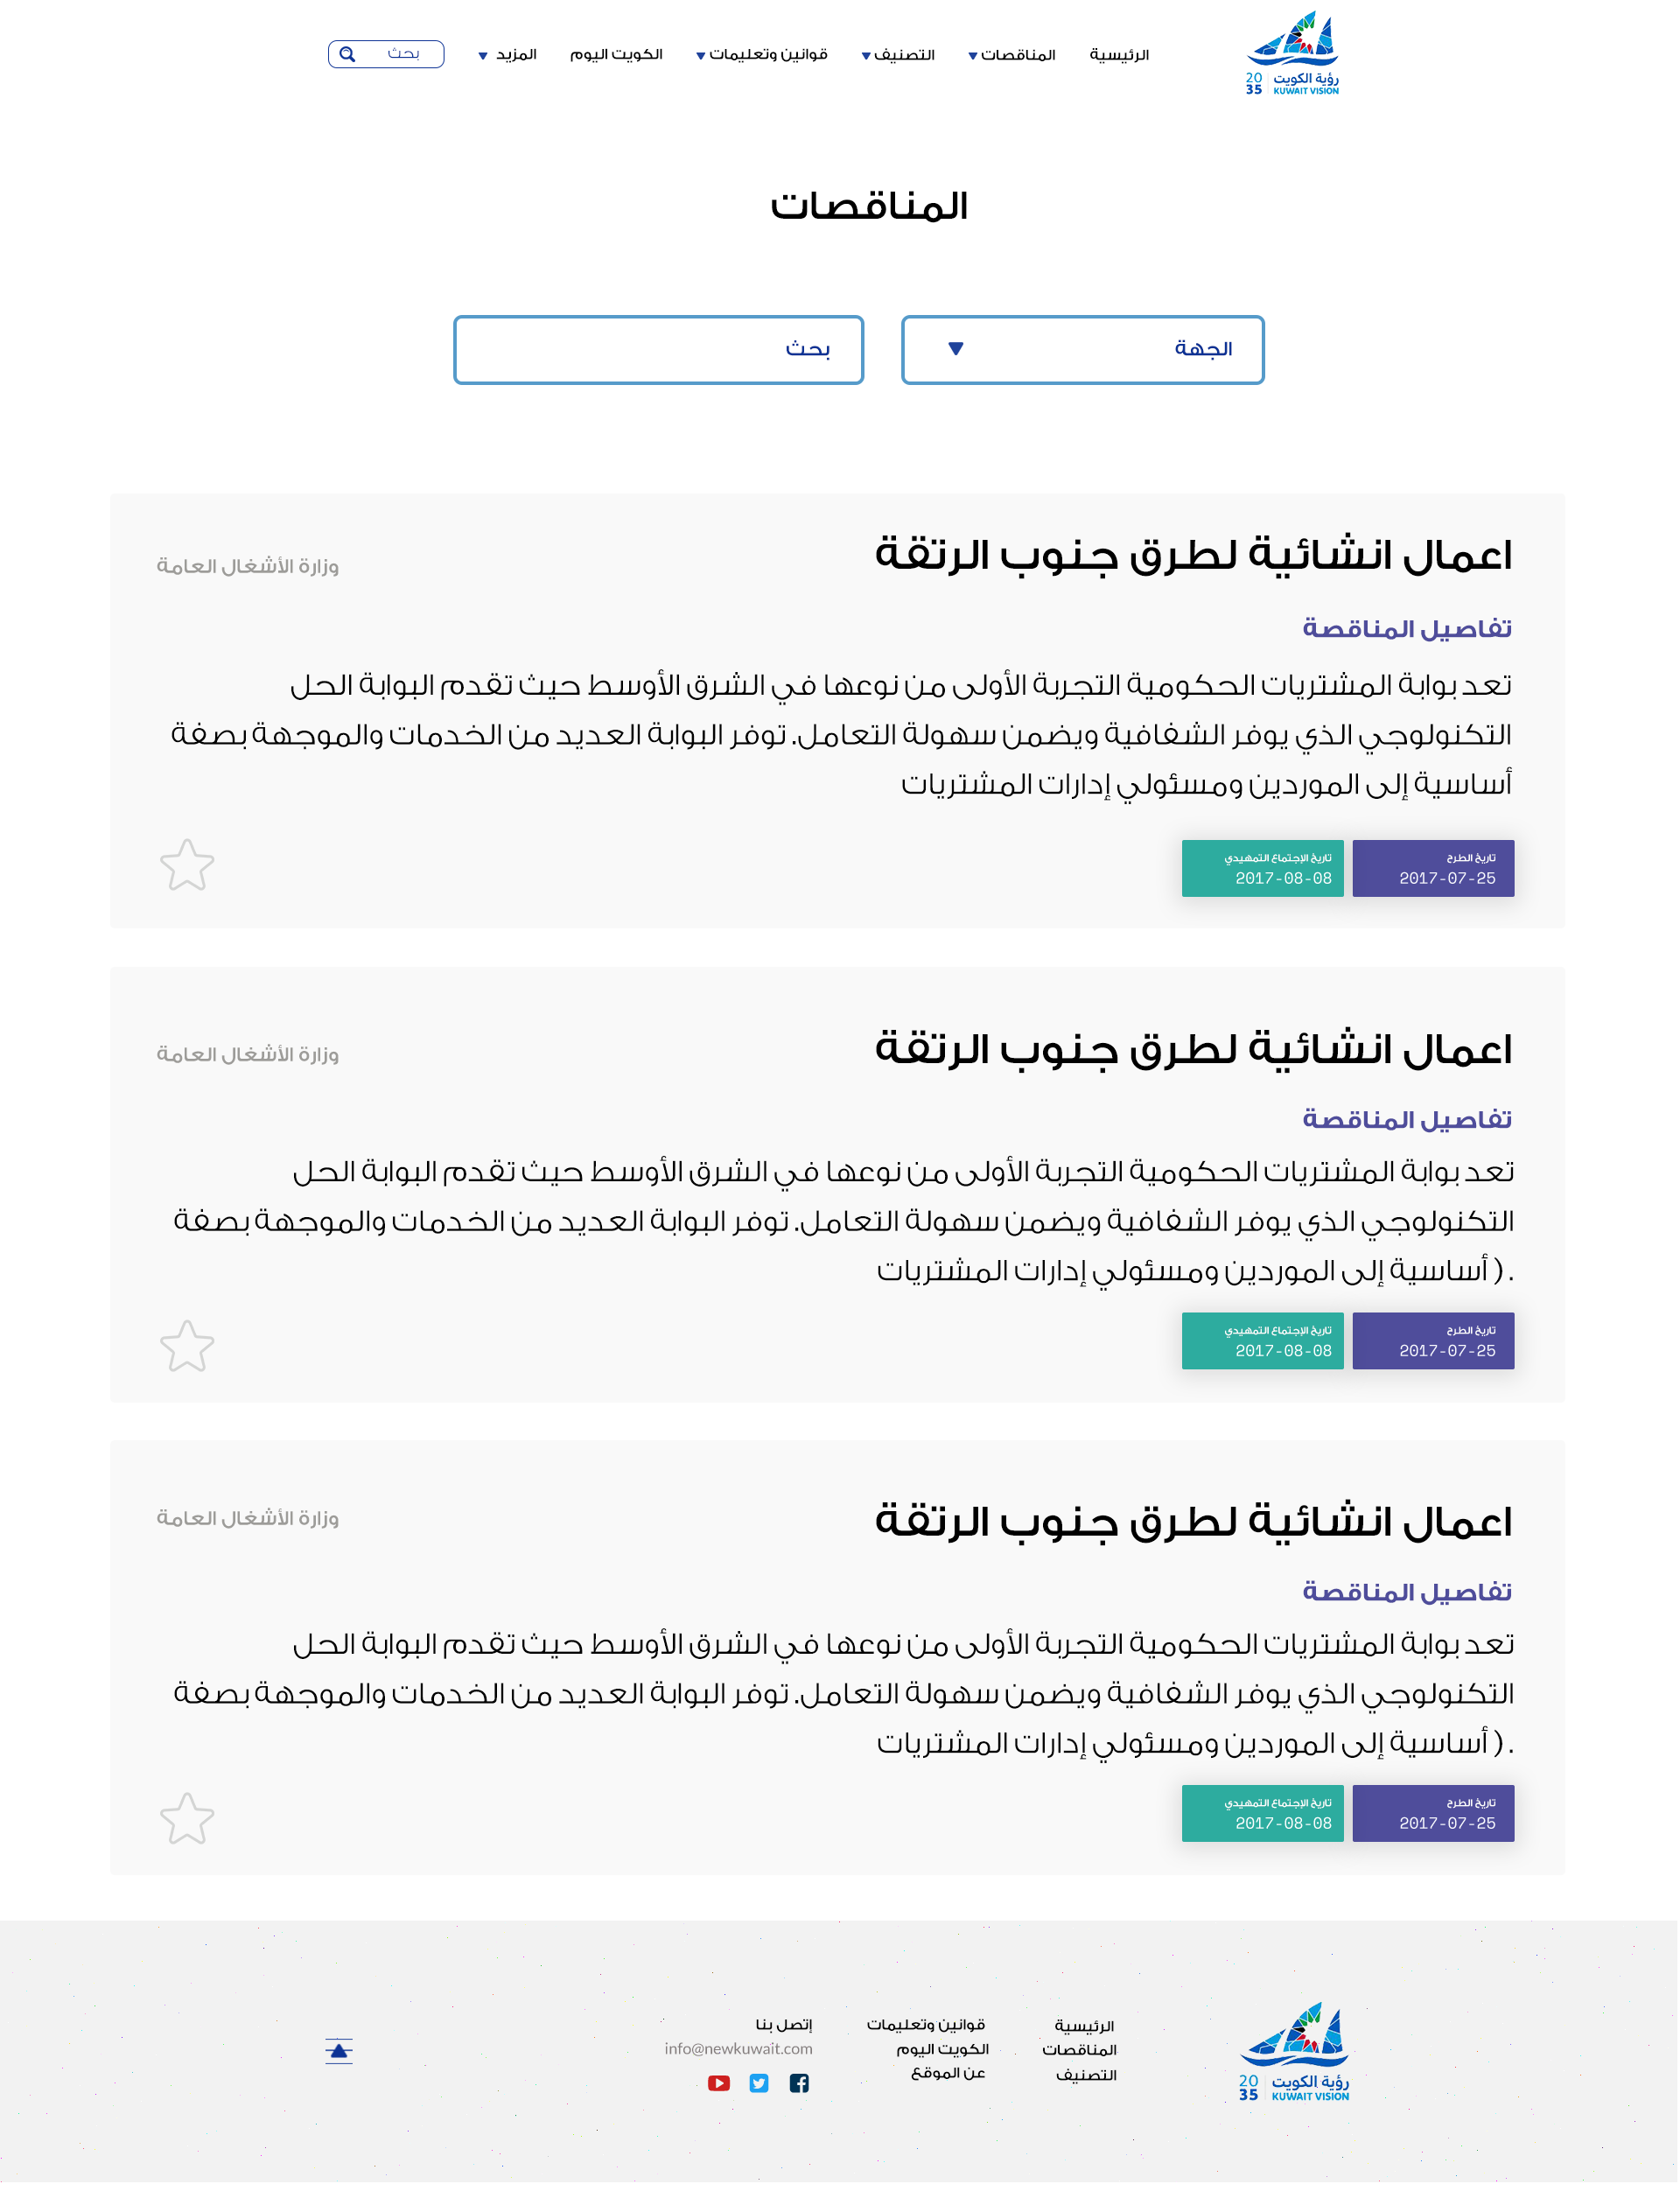 رؤية الكويت
20
35
KUWAIT VISION
الرئيسية
المناقصات
التصنيف
قوانين وتعليمات
الكويت اليوم
المزيد
بحث
المناقصات
الجهة
بحث
اعمال انشائية لطرق جنوب الرتقة
وزارة الأشغال العامة
تفاصيل المناقصة
تعد بوابة المشتريات الحكومية التجربة الأولى من نوعها في الشرق الأوسط حيث تقدم البوابة الحل
التكنولوجي الذي يوفر الشفافية ويضمن سهولة التعامل. توفر البوابة العديد من الخدمات والموجهة بصفة
أساسية إلى الموردين ومسئولي إدارات المشتريات
تاريخ الطرح
2017-07-25
تاريخ الإجتماع التمهيدي
2017-08-08
اعمال انشائية لطرق جنوب الرتقة
وزارة الأشغال العامة
تفاصيل المناقصة
تعد بوابة المشتريات الحكومية التجربة الأولى من نوعها في الشرق الأوسط حيث تقدم البوابة الحل
التكنولوجي الذي يوفر الشفافية ويضمن سهولة التعامل. توفر البوابة العديد من الخدمات والموجهة بصفة
. ( أساسية إلى الموردين ومسئولي إدارات المشتريات
تاريخ الطرح
2017-07-25
تاريخ الإجتماع التمهيدي
2017-08-08
اعمال انشائية لطرق جنوب الرتقة
وزارة الأشغال العامة
تفاصيل المناقصة
تعد بوابة المشتريات الحكومية التجربة الأولى من نوعها في الشرق الأوسط حيث تقدم البوابة الحل
التكنولوجي الذي يوفر الشفافية ويضمن سهولة التعامل. توفر البوابة العديد من الخدمات والموجهة بصفة
. ( أساسية إلى الموردين ومسئولي إدارات المشتريات
تاريخ الطرح
2017-07-25
تاريخ الإجتماع التمهيدي
2017-08-08
رؤية الكويت
20
35
KUWAIT VISION
الرئيسية
المناقصات
التصنيف
قوانين وتعليمات
الكويت اليوم
عن الموقع
إتصل بنا
info@newkuwait.com